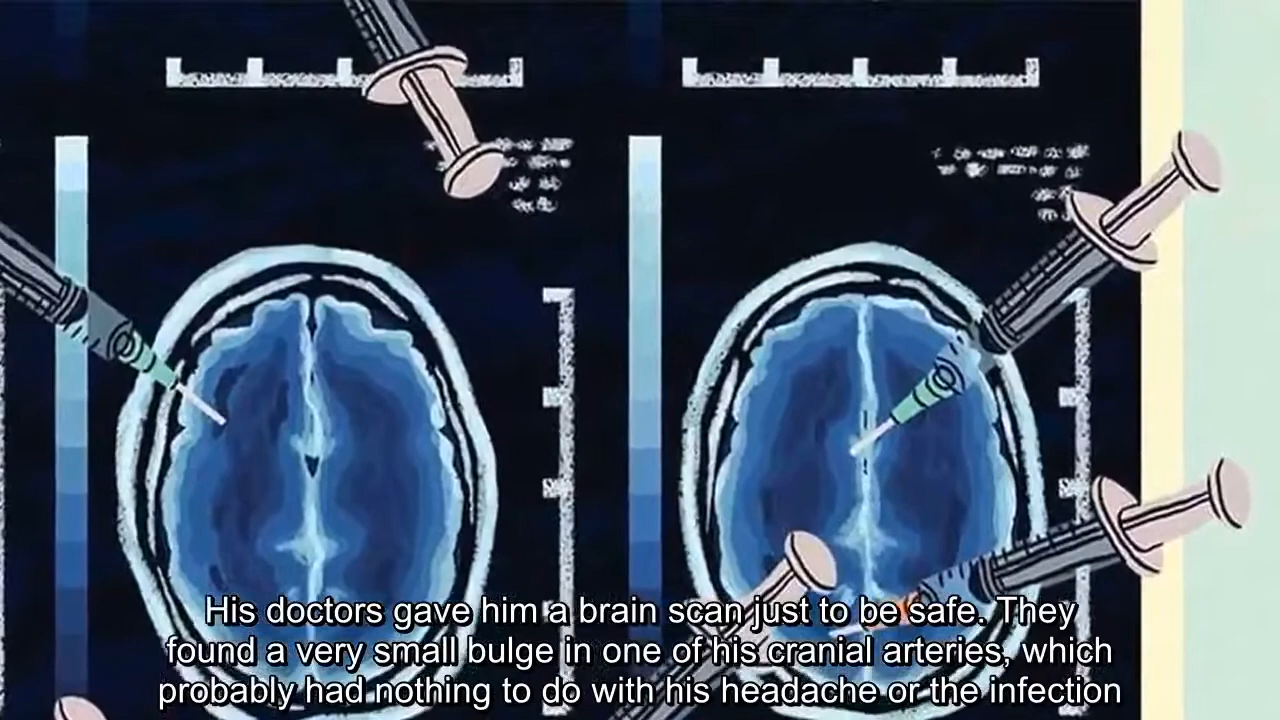 His doctors gave him a brain scan just to be safe. They
found a very small bulge in one of his cranial arteries, which
probably had nothing to do with his headache or the infection